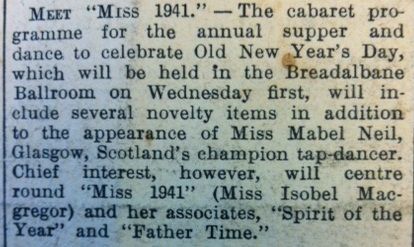 MEET "MISS 1941." — The cabaret pro-
gramme for the annual supper and
dance to celebrate Old New Year's Day,
which will be held in the Breadalbane
Ballroom on Wednesday first, will in-
clude several novelty items in addition
to the appearance of Miss Mabel Neil,
Glasgow, Scotland's champion tap-dancer.
Chief interest, however, will centre
round "Miss 1941" (Miss Isobel Mac-
gregor) and her associates, "Spirit of the
Year" and "Father Time."